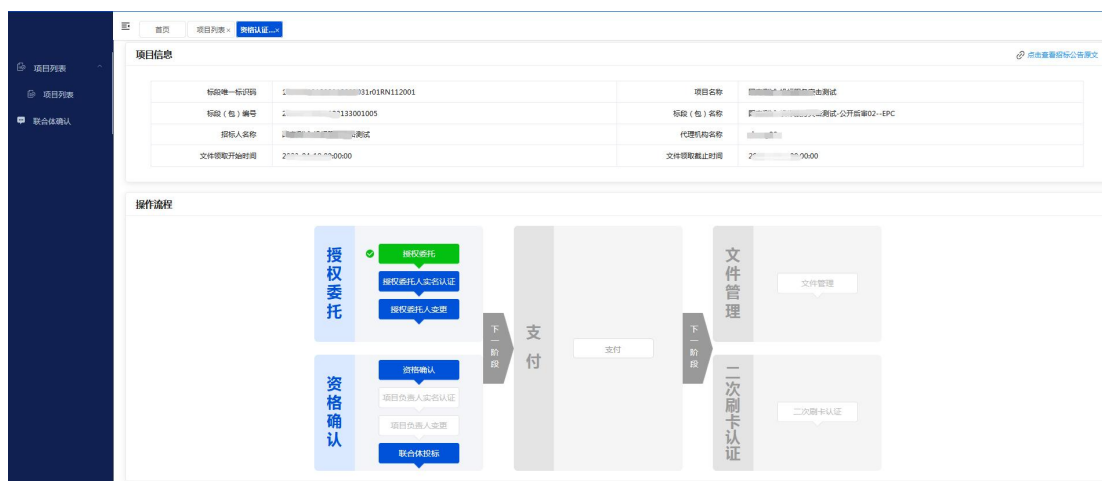 首页 项目列表× 资格认证...×
项目列表
项目列表
联合体确认
项目信息 点击查看招标公告原文
标段唯一标识码 031r01RN112001 项目名称 测试
标段（包）编号 133001005 标段（包）名称 测试-公开后审02--EPC
招标人名称 测试 代理机构名称
文件领取开始时间 :00:00 文件领取截止时间 00:00
操作流程
授权委托
授权委托
授权委托人实名认证
授权委托人变更
资格确认
资格确认
项目负责人实名认证
项目负责人变更
联合体投标
下一阶段
支付
支付
下一阶段
文件管理
文件管理
二次刷卡认证
二次刷卡认证